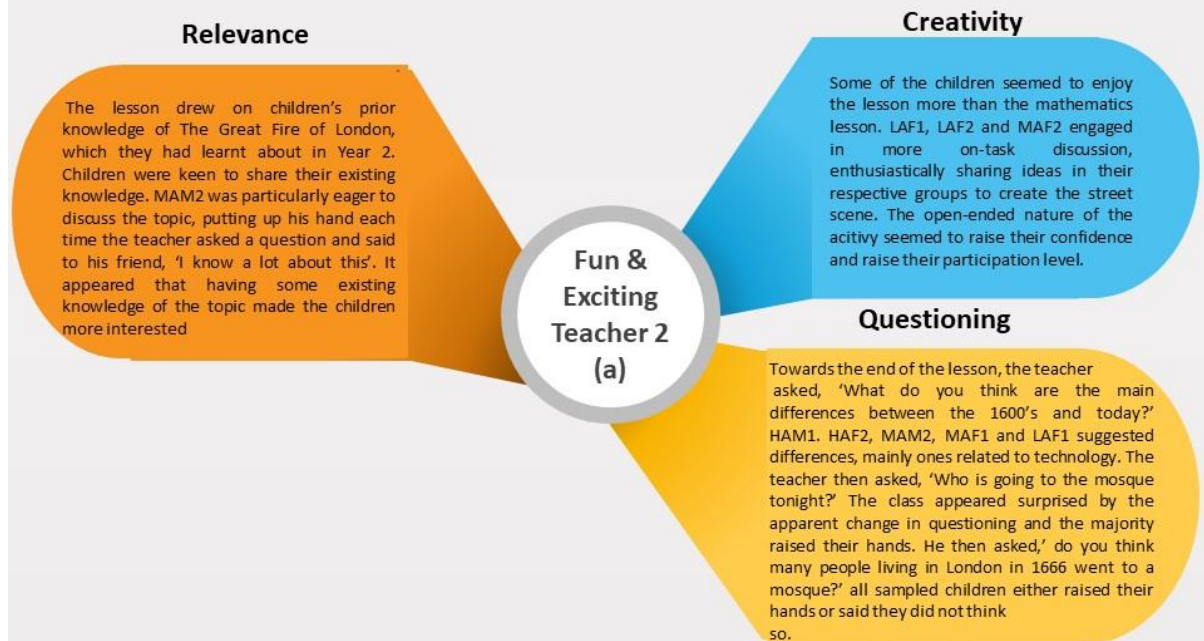 Relevance
The lesson drew on children's prior
knowledge of The Great Fire of London,
which they had learnt about in Year 2.
Children were keen to share their existing
knowledge. MAM2 was particularly eager to
discuss the topic, putting up his hand each
time the teacher asked a question and said
to his friend, 'I know a lot about this'. It
appeared that having some existing
knowledge of the topic made the children
more interested
Fun &
Exciting
Teacher 2
(a)
Creativity
Some of the children seemed to enjoy
the lesson more than the mathematics
lesson. LAF1, LAF2 and MAF2 engaged
in more on-task discussion,
enthusiastically sharing ideas in their
respective groups to create the street
scene. The open-ended nature of the
acitivy seemed to raise their confidence
and raise their participation level.
Questioning
Towards the end of the lesson, the teacher
asked, 'What do you think are the main
differences between the 1600's and today?'
HAM1. HAF2, MAM2, MAF1 and LAF1 suggested
differences, mainly ones related to technology. The
teacher then asked, 'Who is going to the mosque
tonight?' The class appeared surprised by the
apparent change in questioning and the majority
raised their hands. He then asked,' do you think
many people living in London in 1666 went to a
mosque?' all sampled children either raised their
hands or said they did not think
so.